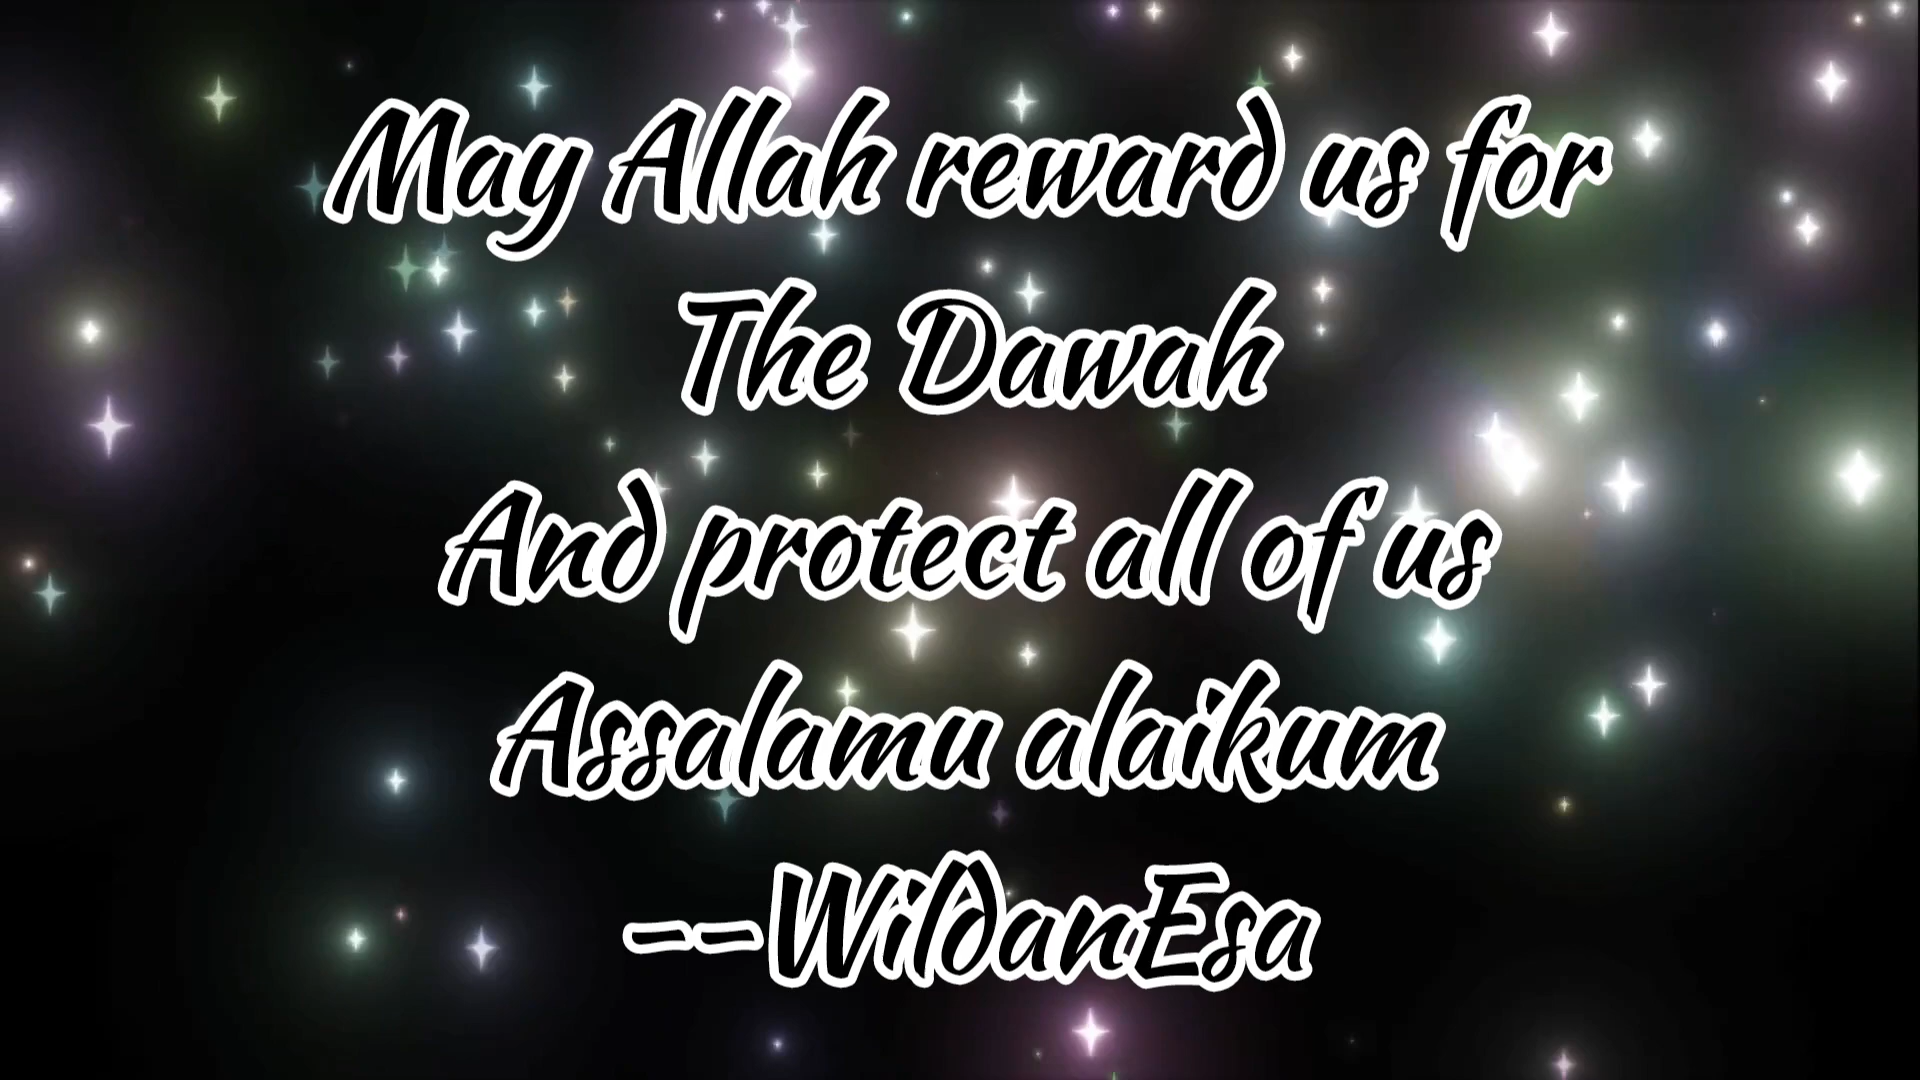 May Allah reward us for
The Dawah
And protect all of us
Assalamu alaikum
--WildanEsa